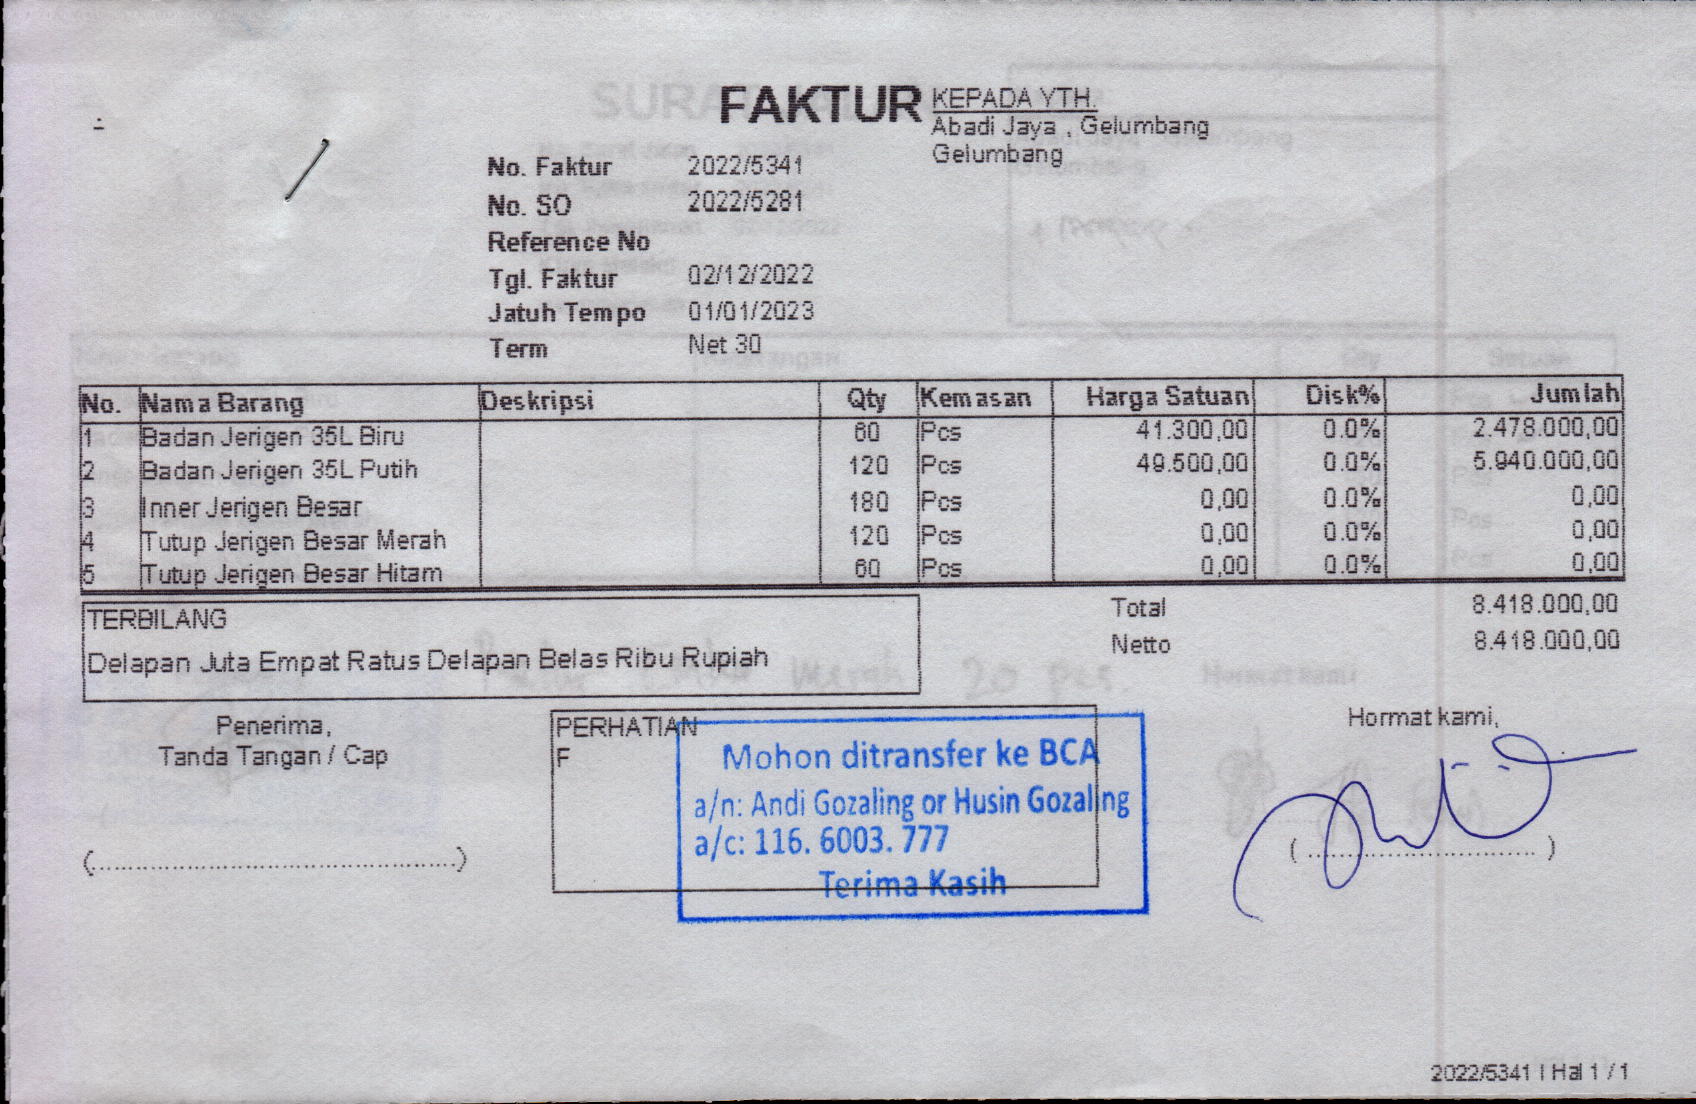 FAKTUR
KEPADA YTH.
Abadi Jaya , Gelumbang
Gelumbang
No. Faktur 2022/5341
No. SO 2022/5281
Reference No
Tgl. Faktur 02/12/2022
Jatuh Tempo 01/01/2023
Term Net 30
No. Nama Barang Deskripsi Qty Kemasan Harga Satuan Disk% Jumlah
1 Badan Jerigen 35L Biru 60 Pcs 41.300,00 0.0% 2.478.000,00
2 Badan Jerigen 35L Putih 120 Pcs 49.500,00 0.0% 5.940.000,00
3 Inner Jerigen Besar 180 Pcs 0,00 0.0% 0,00
4 Tutup Jerigen Besar Merah 120 Pcs 0,00 0.0% 0,00
5 Tutup Jerigen Besar Hitam 60 Pcs 0,00 0.0% 0,00
TERBILANG
Delapan Juta Empat Ratus Delapan Belas Ribu Rupiah
Total 8.418.000,00
Netto 8.418.000,00
Penerima,
Tanda Tangan / Cap
(............................................)
PERHATIAN
F
Mohon ditransfer ke BCA
a/n: Andi Gozaling or Husin Gozaling
a/c: 116. 6003. 777
Terima Kasih
Hormat kami,
( ............................ )
2022/5341 | Hal 1 / 1